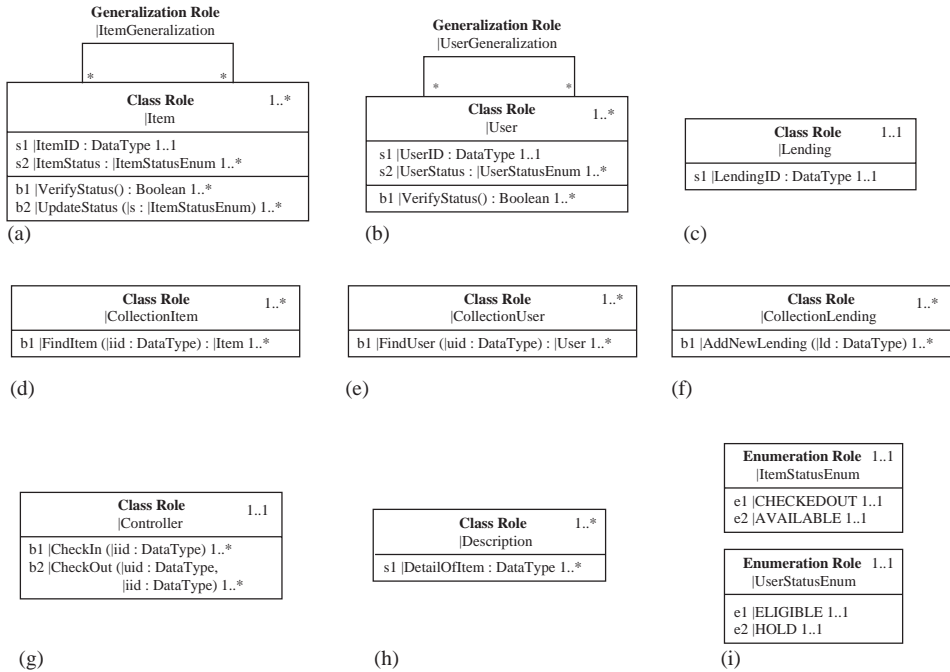 Generalization Role
|ItemGeneralization
* *
Class Role 1..*
|Item
s1 |ItemID : DataType 1..1
s2 |ItemStatus : |ItemStatusEnum 1..*
b1 |VerifyStatus() : Boolean 1..*
b2 |UpdateStatus (|s : |ItemStatusEnum) 1..*
(a)
Generalization Role
|UserGeneralization
* *
Class Role 1..*
|User
s1 |UserID : DataType 1..1
s2 |UserStatus : |UserStatusEnum 1..*
b1 |VerifyStatus() : Boolean 1..*
(b)
Class Role 1..1
|Lending
s1 |LendingID : DataType 1..1
(c)
Class Role 1..*
|CollectionItem
b1 |FindItem (|iid : DataType) : |Item 1..*
(d)
Class Role 1..*
|CollectionUser
b1 |FindUser (|uid : DataType) : |User 1..*
(e)
Class Role 1..*
|CollectionLending
b1 |AddNewLending (|ld : DataType) 1..*
(f)
Class Role 1..1
|Controller
b1 |CheckIn (|iid : DataType) 1..*
b2 |CheckOut (|uid : DataType,
|iid : DataType) 1..*
(g)
Class Role 1..*
|Description
s1 |DetailOfItem : DataType 1..*
(h)
Enumeration Role 1..1
|ItemStatusEnum
e1 |CHECKEDOUT 1..1
e2 |AVAILABLE 1..1
Enumeration Role 1..1
|UserStatusEnum
e1 |ELIGIBLE 1..1
e2 |HOLD 1..1
(i)